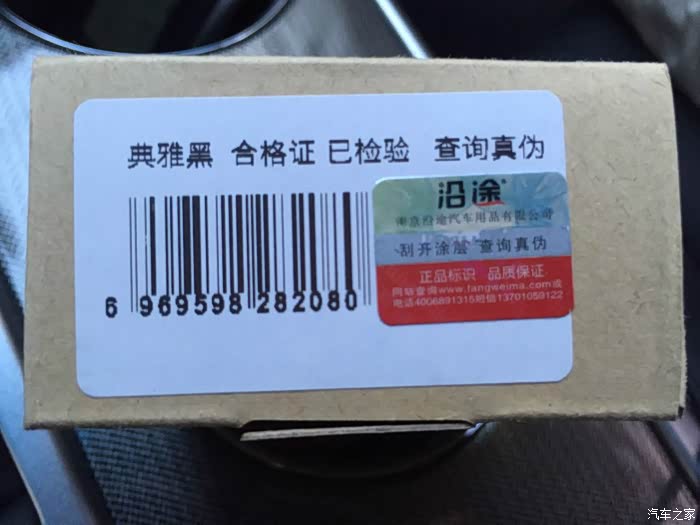 典雅黑 合格证 已检验 查询真伪
沿途
南京沿途汽车用品有限公司
刮开涂层 查询真伪
正品标识 品质保证
网站查询www.fangweima.com或
电话4006891315短信13701059122
6 969598 282080
汽车之家